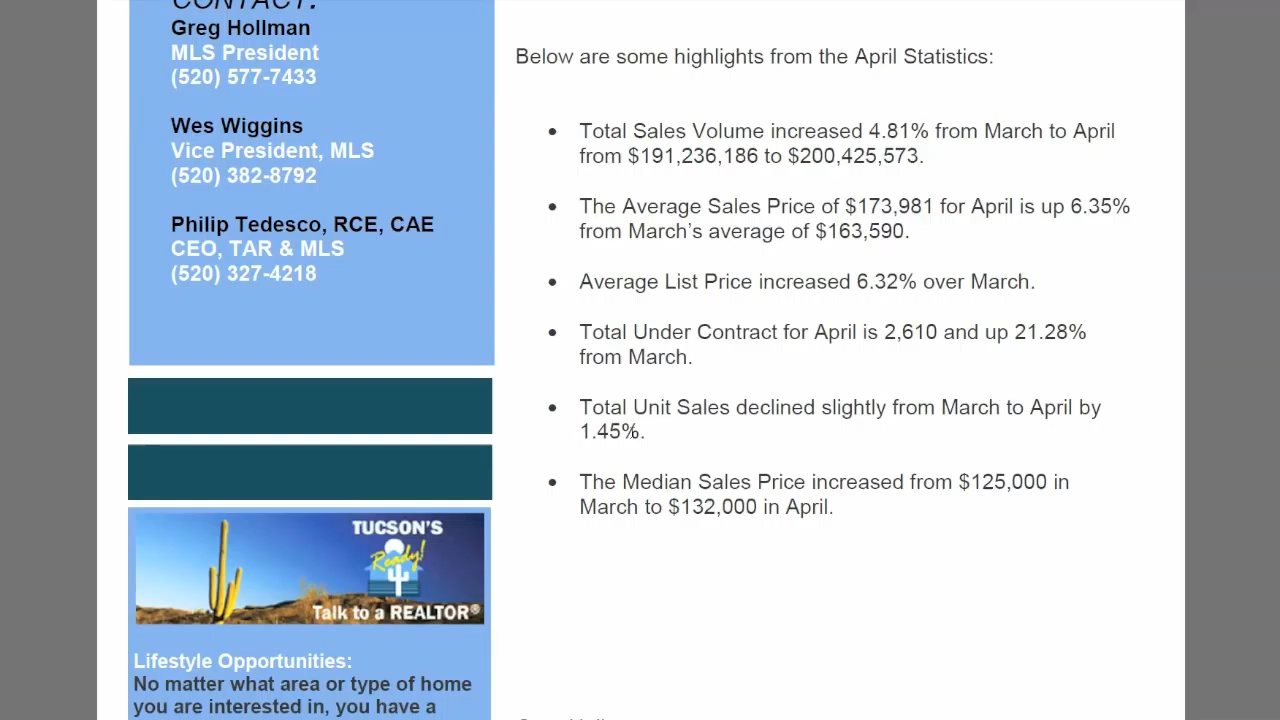 CONTACT:
Greg Hollman
MLS President
(520) 577-7433
Wes Wiggins
Vice President, MLS
(520) 382-8792
Philip Tedesco, RCE, CAE
CEO, TAR & MLS
(520) 327-4218
TUCSON'S
Ready!
Talk to a REALTOR®
Lifestyle Opportunities:
No matter what area or type of home
you are interested in, you have a
Below are some highlights from the April Statistics:
• Total Sales Volume increased 4.81% from March to April
from $191,236,186 to $200,425,573.
• The Average Sales Price of $173,981 for April is up 6.35%
from March’s average of $163,590.
• Average List Price increased 6.32% over March.
• Total Under Contract for April is 2,610 and up 21.28%
from March.
• Total Unit Sales declined slightly from March to April by
1.45%.
• The Median Sales Price increased from $125,000 in
March to $132,000 in April.